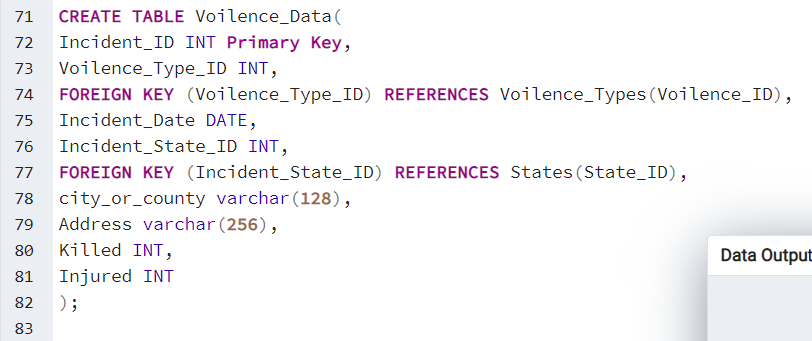 71 CREATE TABLE Voilence_Data(
72 Incident_ID INT Primary Key,
73 Voilence_Type_ID INT,
74 FOREIGN KEY (Voilence_Type_ID) REFERENCES Voilence_Types(Voilence_ID),
75 Incident_Date DATE,
76 Incident_State_ID INT,
77 FOREIGN KEY (Incident_State_ID) REFERENCES States(State_ID),
78 city_or_county varchar(128),
79 Address varchar(256),
80 Killed INT,
81 Injured INT
82 );
83
Data Output